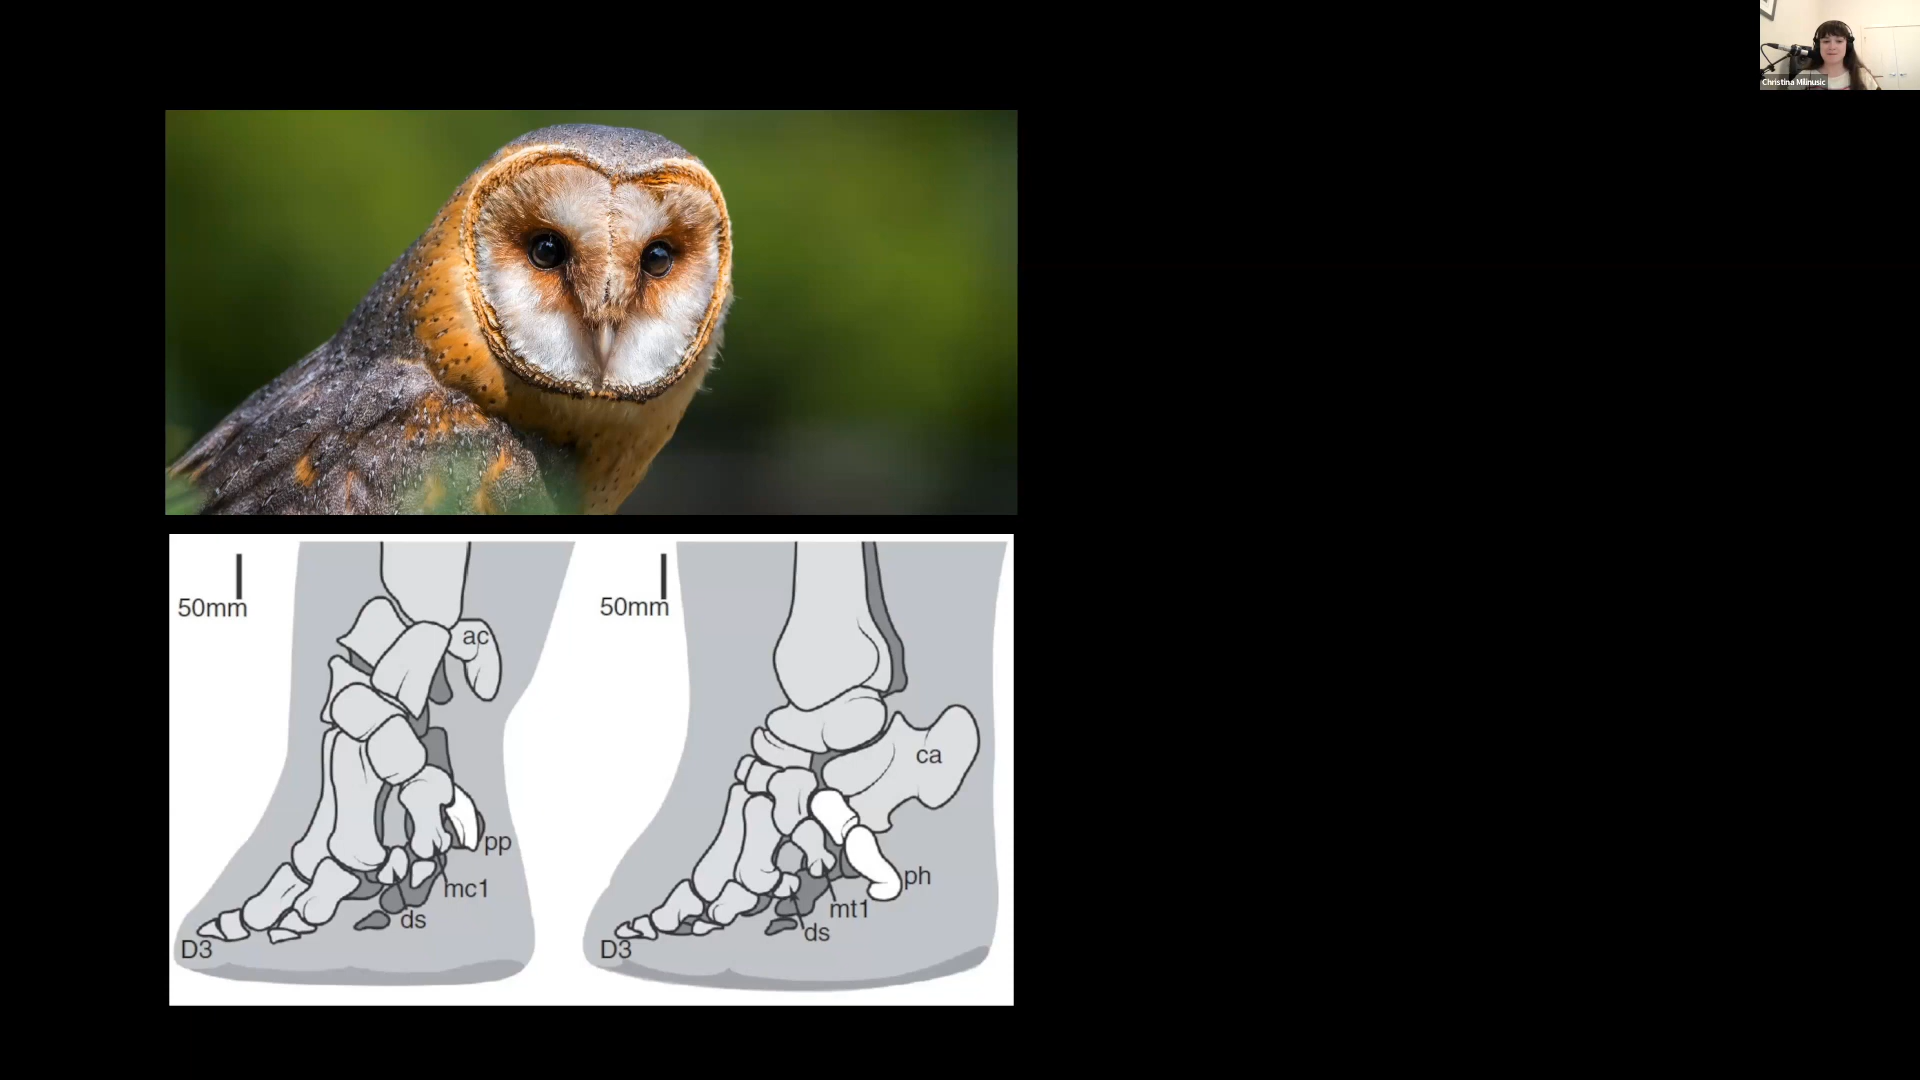 Christina Milinusic
50mm
ac
pp
mc1
ds
D3
50mm
ca
ph
mt1
ds
D3